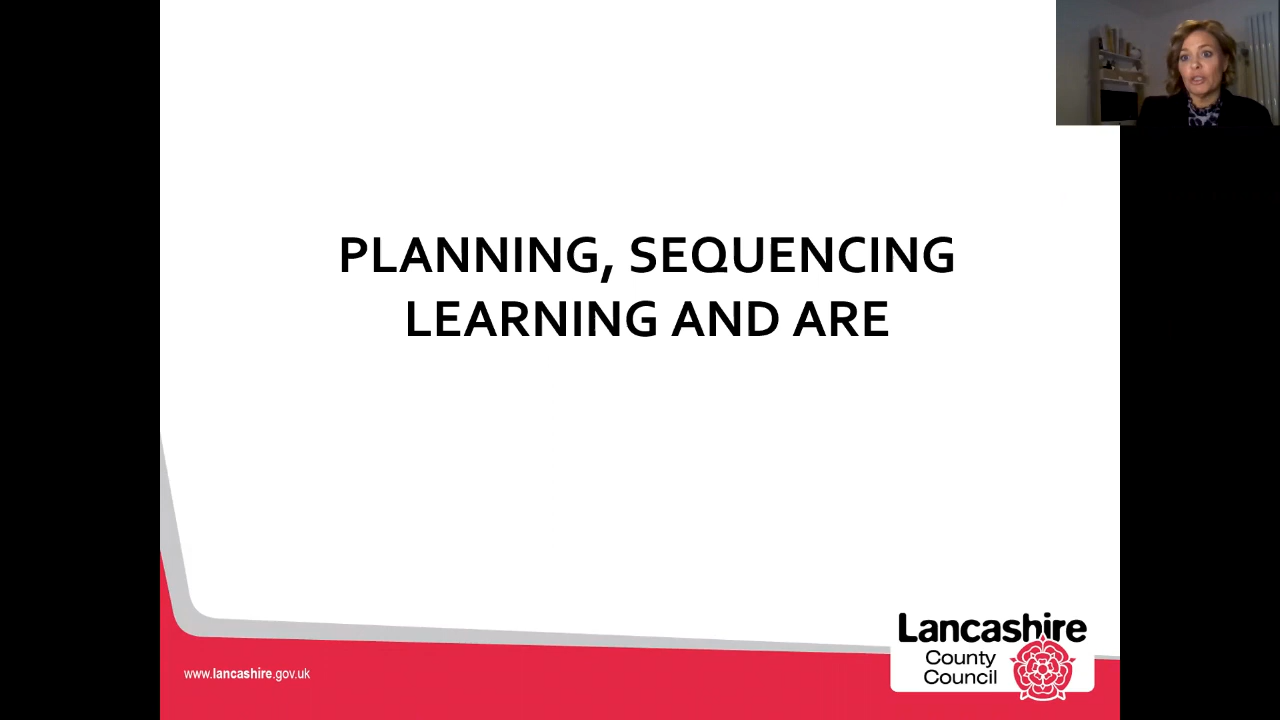 PLANNING, SEQUENCING
LEARNING AND ARE
www.lancashire.gov.uk
Lancashire
County
Council